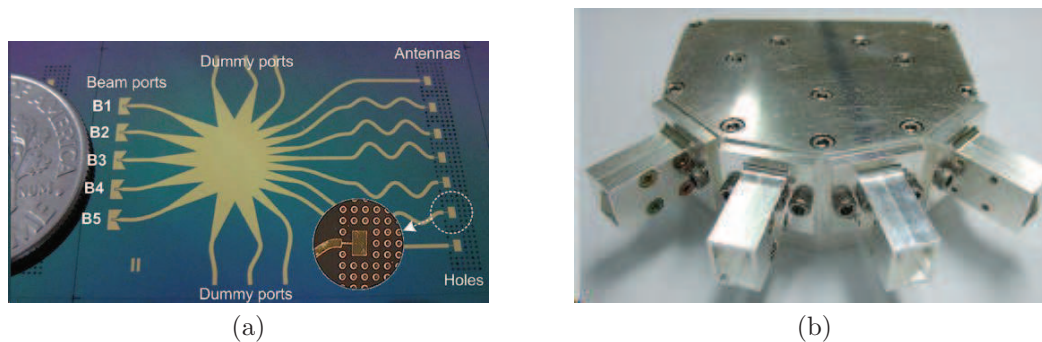 Antennas
Dummy ports
Beam ports
B1
B2
B3
B4
B5
Dummy ports
Holes
(a)
(b)